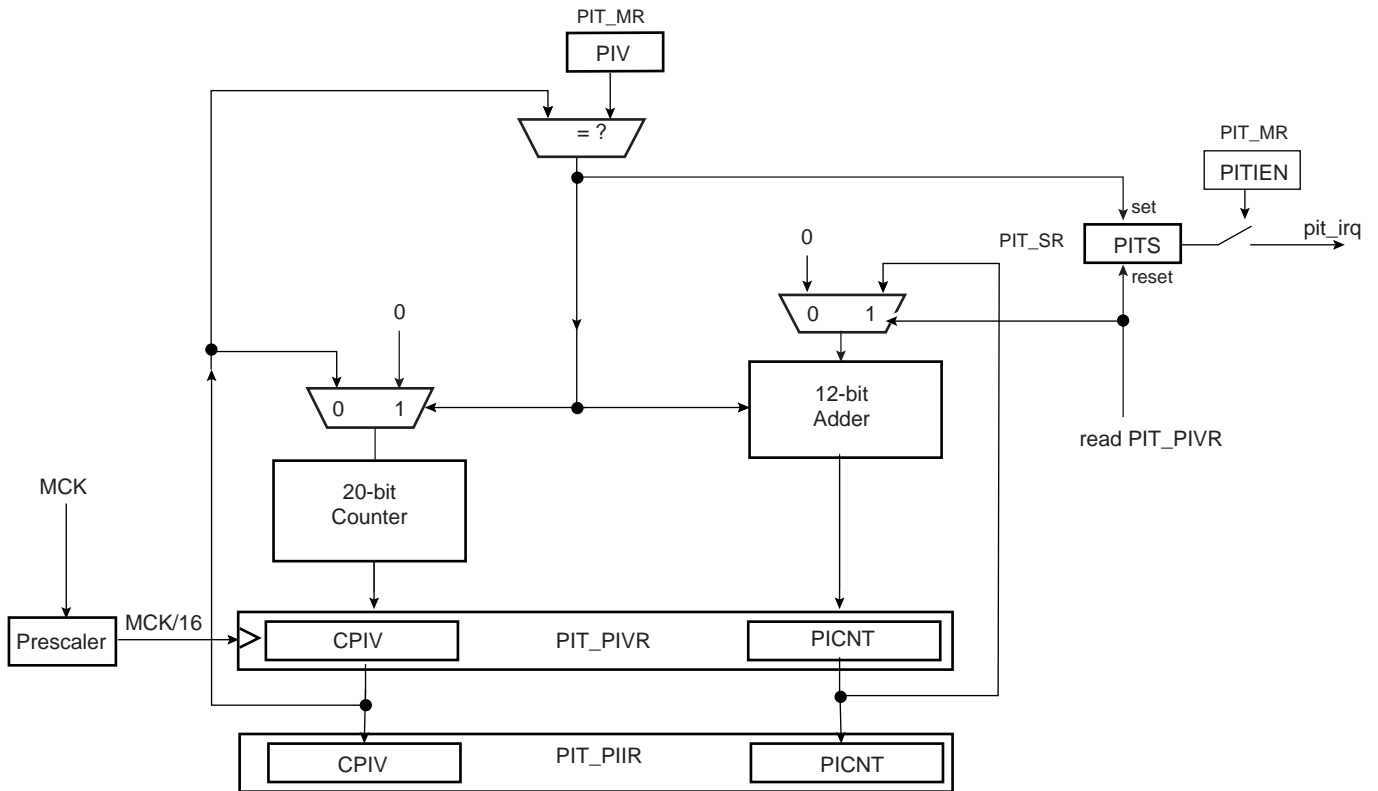 PIT_MR
PIV
= ?
PIT_MR
PITIEN
set
PIT_SR
PITS
pit_irq
reset
0
0 1
0
0 1
12-bit
Adder
read PIT_PIVR
MCK
20-bit
Counter
Prescaler
MCK/16
CPIV
PIT_PIVR
PICNT
CPIV
PIT_PIIR
PICNT